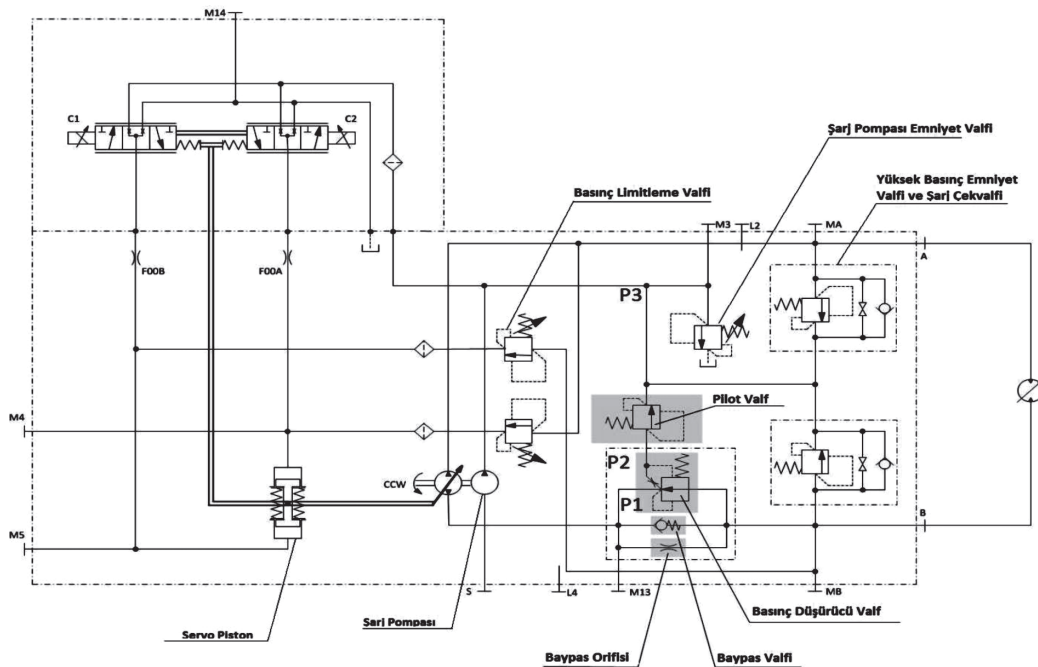 M14
C1
C2
Şarj Pompası Emniyet Valfi
Basınç Limitleme Valfi
Yüksek Basınç Emniyet
Valfi ve Şarj Çekvalfi
M3
L2
MA
A
F00B
F00A
P3
Pilot Valf
M4
P2
CCW
P1
B
M5
S
L4
M13
MB
Servo Piston
Şarj Pompası
Basınç Düşürücü Valf
Baypas Orifisi
Baypas Valfi